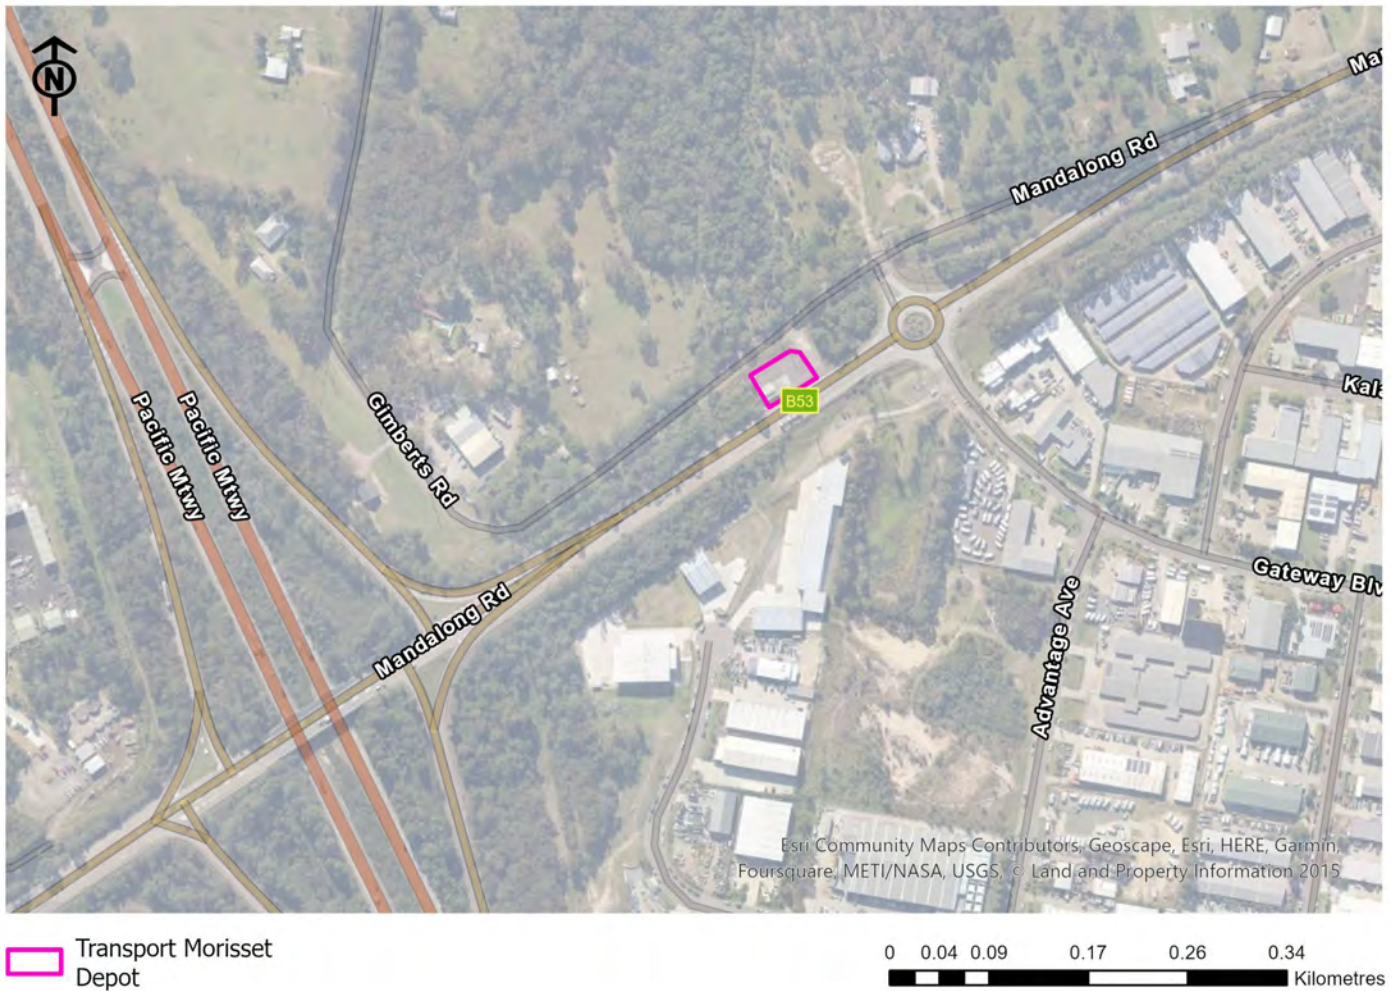 N
Ma
Mandalong Rd
B53
Kala
Gimberts Rd
Pacific Mtwy
Pacific Mtwy
Gateway Blv
Mandalong Rd
Advantage Ave
Esri Community Maps Contributors, Geoscape, Esri, HERE, Garmin,
Foursquare, METI/NASA, USGS, © Land and Property Information 2015
Transport Morisset
Depot
0 0.04 0.09 0.17 0.26 0.34
Kilometres